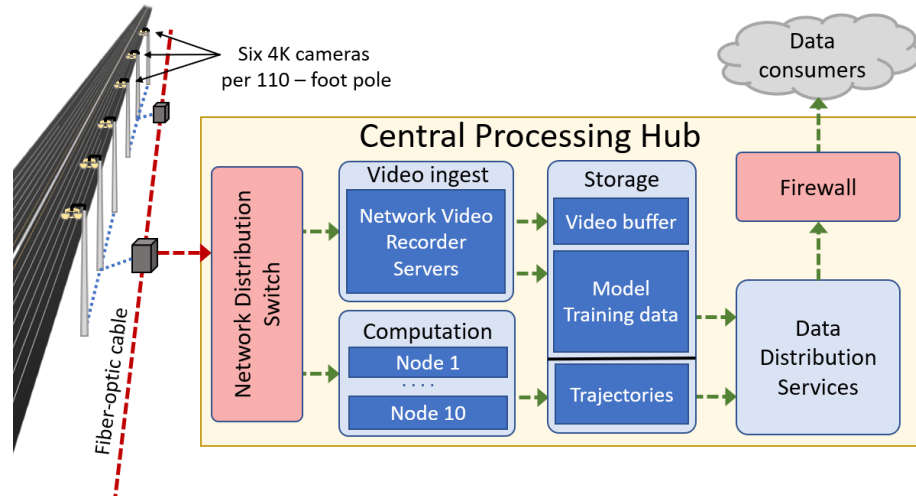 Six 4K cameras
per 110 – foot pole
Data
consumers
Central Processing Hub
Fiber-optic cable
Network Distribution
Switch
Video ingest
Network Video
Recorder
Servers
Computation
Node 1
. . . .
Node 10
Storage
Video buffer
Model
Training data
Trajectories
Firewall
Data
Distribution
Services